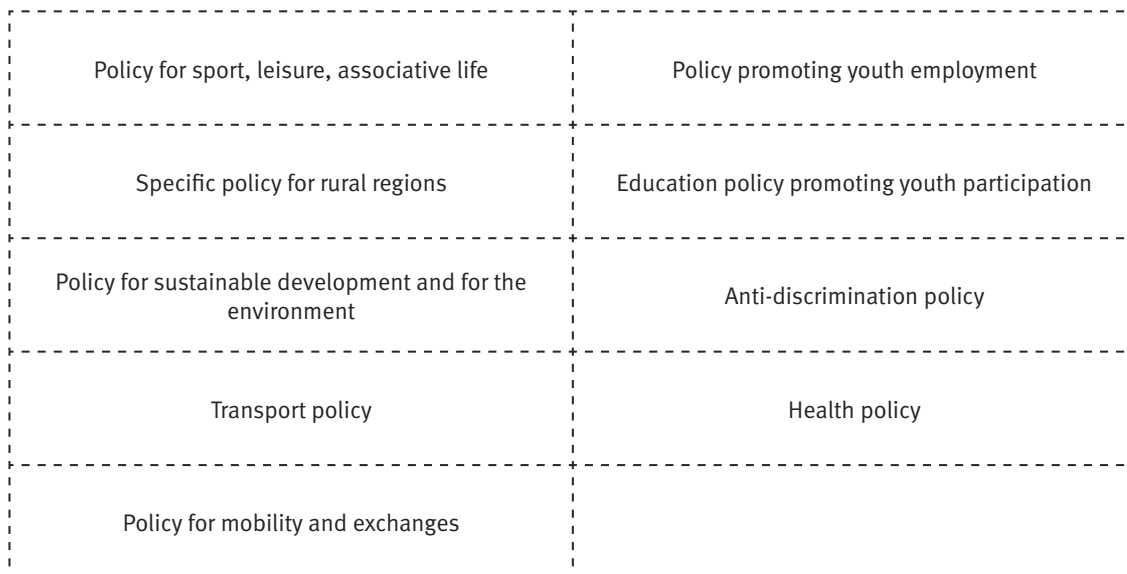 Policy for sport, leisure, associative life
Policy promoting youth employment
Specific policy for rural regions
Education policy promoting youth participation
Policy for sustainable development and for the
environment
Anti-discrimination policy
Transport policy
Health policy
Policy for mobility and exchanges